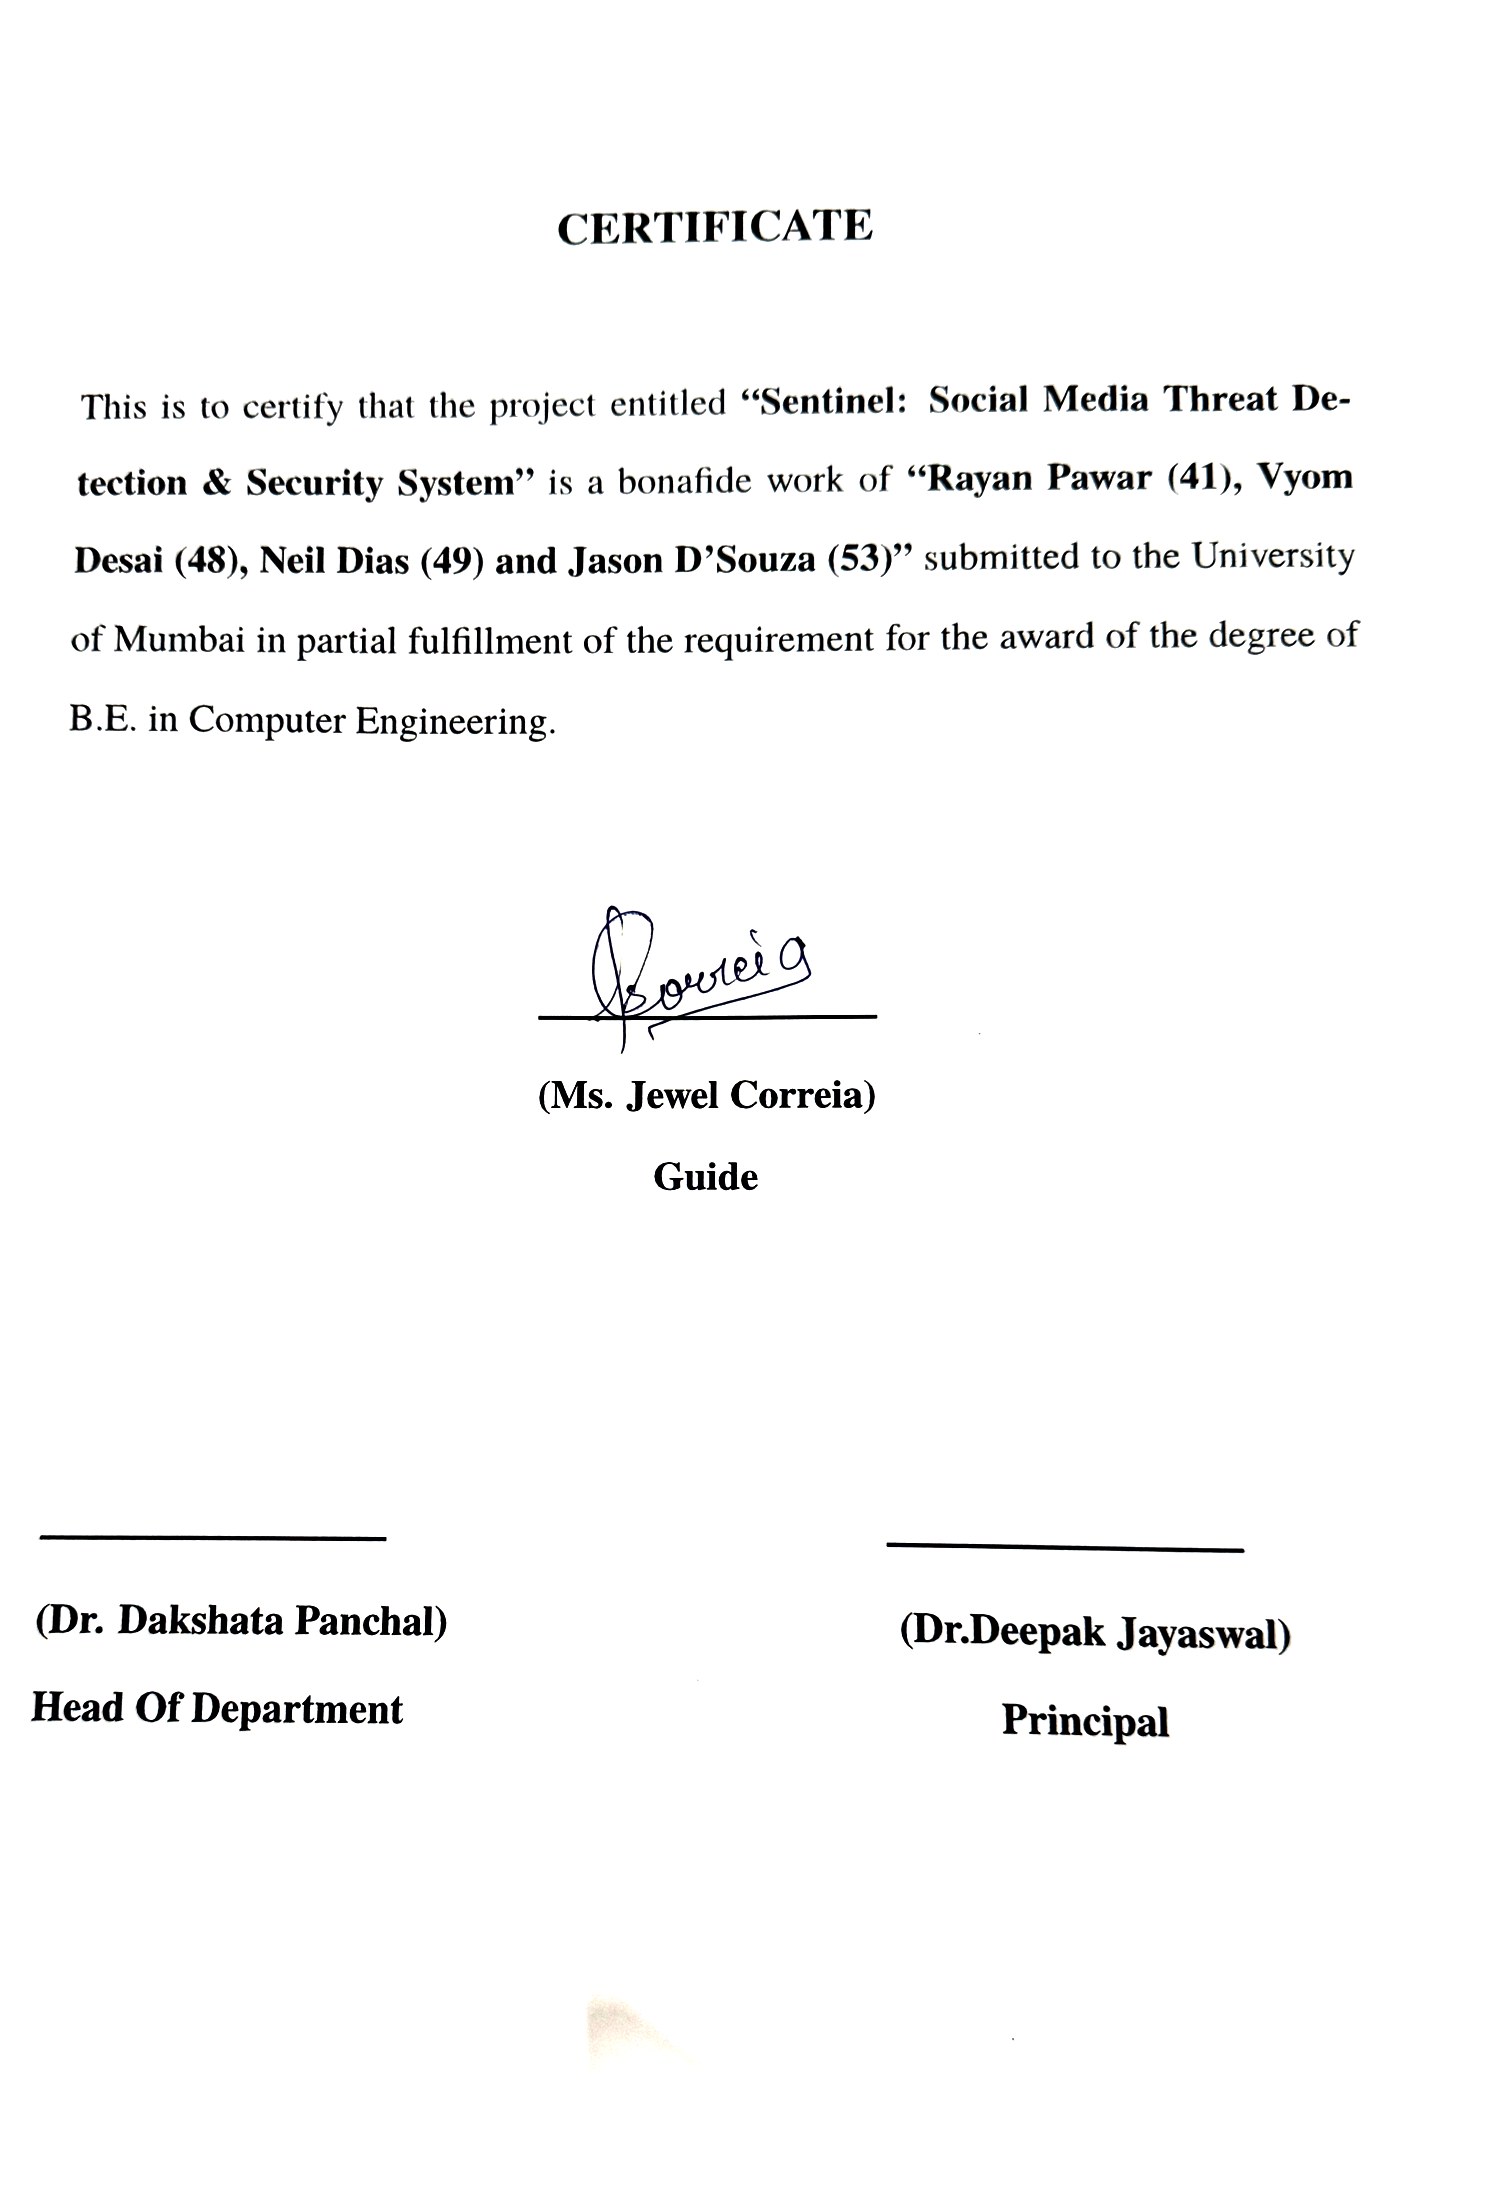 CERTIFICATE
This is to certify that the project entitled “Sentinel: Social Media Threat De-
tection & Security System” is a bonafide work of “Rayan Pawar (41), Vyom
Desai (48), Neil Dias (49) and Jason D’Souza (53)” submitted to the University
of Mumbai in partial fulfillment of the requirement for the award of the degree of
B.E. in Computer Engineering.
(Ms. Jewel Correia)
Guide
(Dr. Dakshata Panchal)
(Dr.Deepak Jayaswal)
Head Of Department
Principal